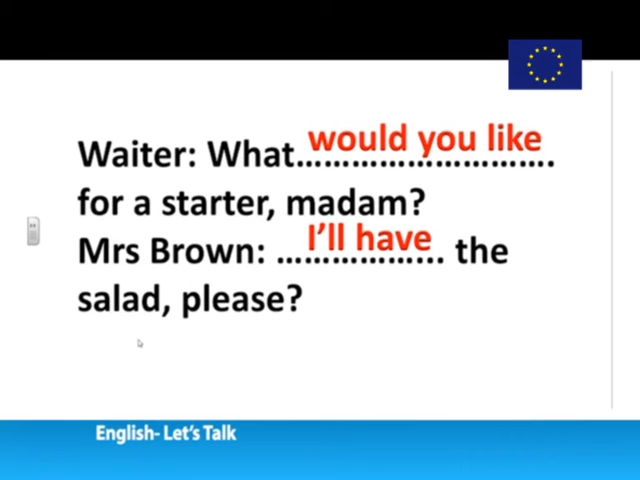 Waiter: What would you like……………………….
for a starter, madam?
Mrs Brown: I'll have ……………….. the
salad, please?
English- Let's Talk